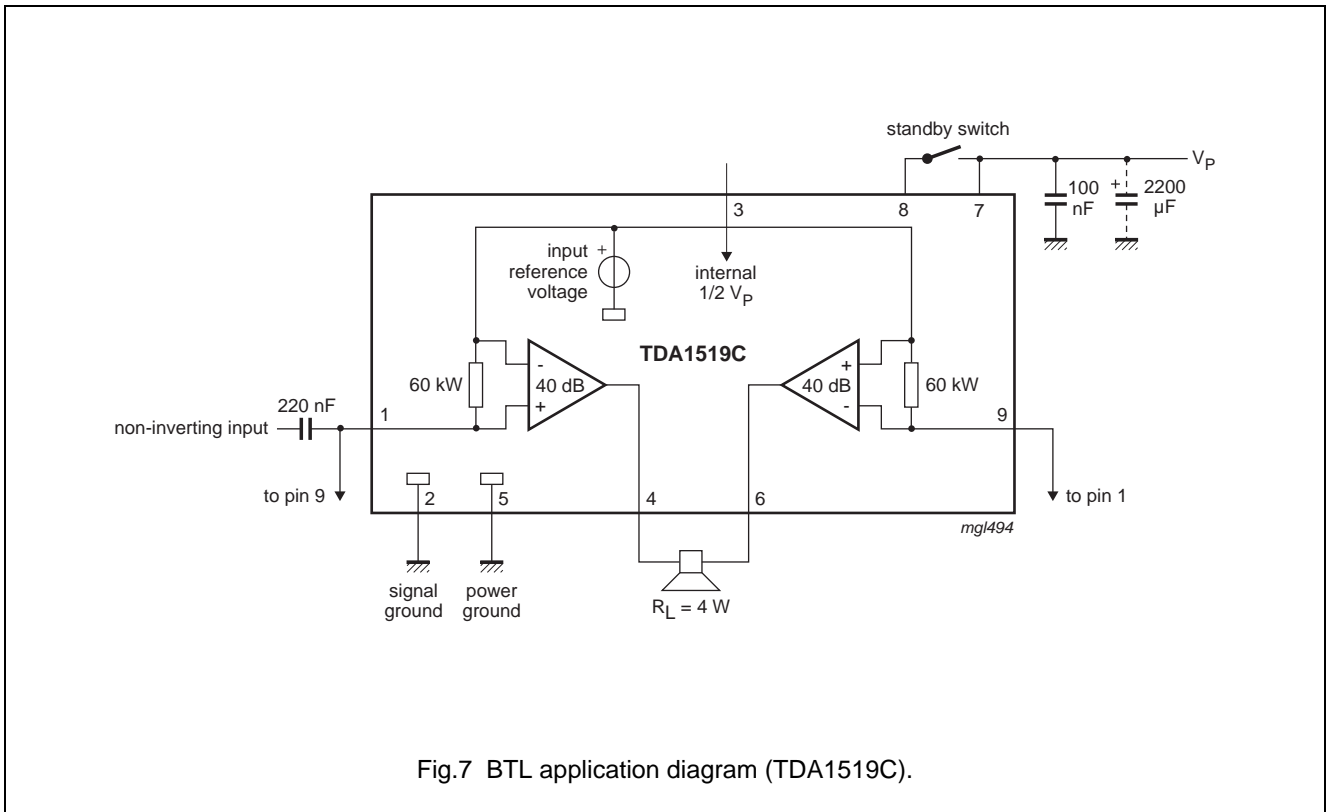 standby switch
V_P
100
nF
+
2200
µF
3
8
7
input
reference
voltage
+
internal
1/2 V_P
TDA1519C
60 kW
-
+
40 dB
+
-
40 dB
60 kW
220 nF
1
non-inverting input
9
to pin 9
2
5
4
6
to pin 1
mgl494
signal
ground
power
ground
R_L = 4 W
Fig.7 BTL application diagram (TDA1519C).